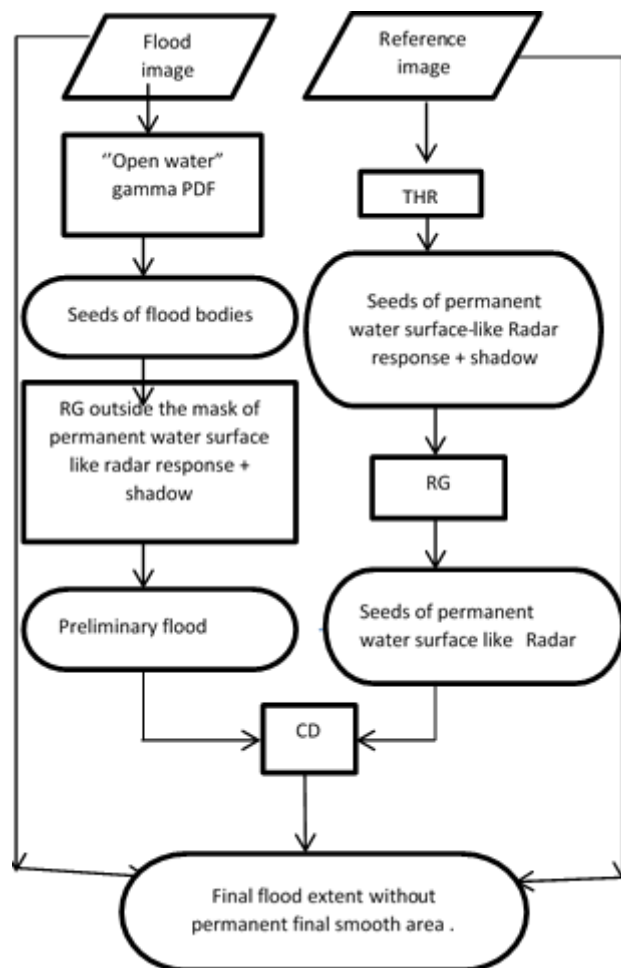 Flood
image
Reference
image
‘’Open water”
gamma PDF
THR
Seeds of flood bodies
Seeds of permanent
water surface-like Radar
response + shadow
RG outside the mask of
permanent water surface
like radar response +
shadow
RG
Preliminary flood
Seeds of permanent
water surface like Radar
CD
Final flood extent without
permanent final smooth area .